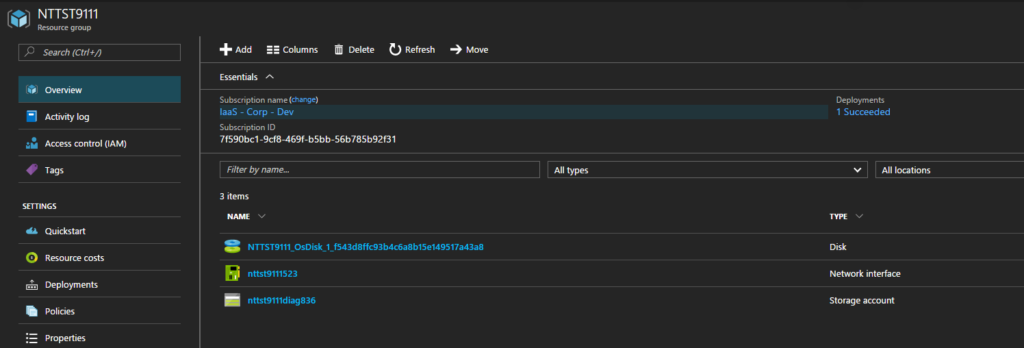 NTTST9111
Resource group
Search (Ctrl+/)
Overview
Activity log
Access control (IAM)
Tags
SETTINGS
Quickstart
Resource costs
Deployments
Policies
Properties
Add Columns Delete Refresh Move
Essentials
Subscription name (change) Deployments
IaaS - Corp - Dev 1 Succeeded
Subscription ID
7f590bc1-9cf8-469f-b5bb-56b785b92f31
Filter by name... All types All locations
3 items
NAME TYPE
NTTST9111_OsDisk_1_f543d8ffc93b4c6a8b15e149517a43a8 Disk
nttst9111523 Network interface
nttst9111diag836 Storage account